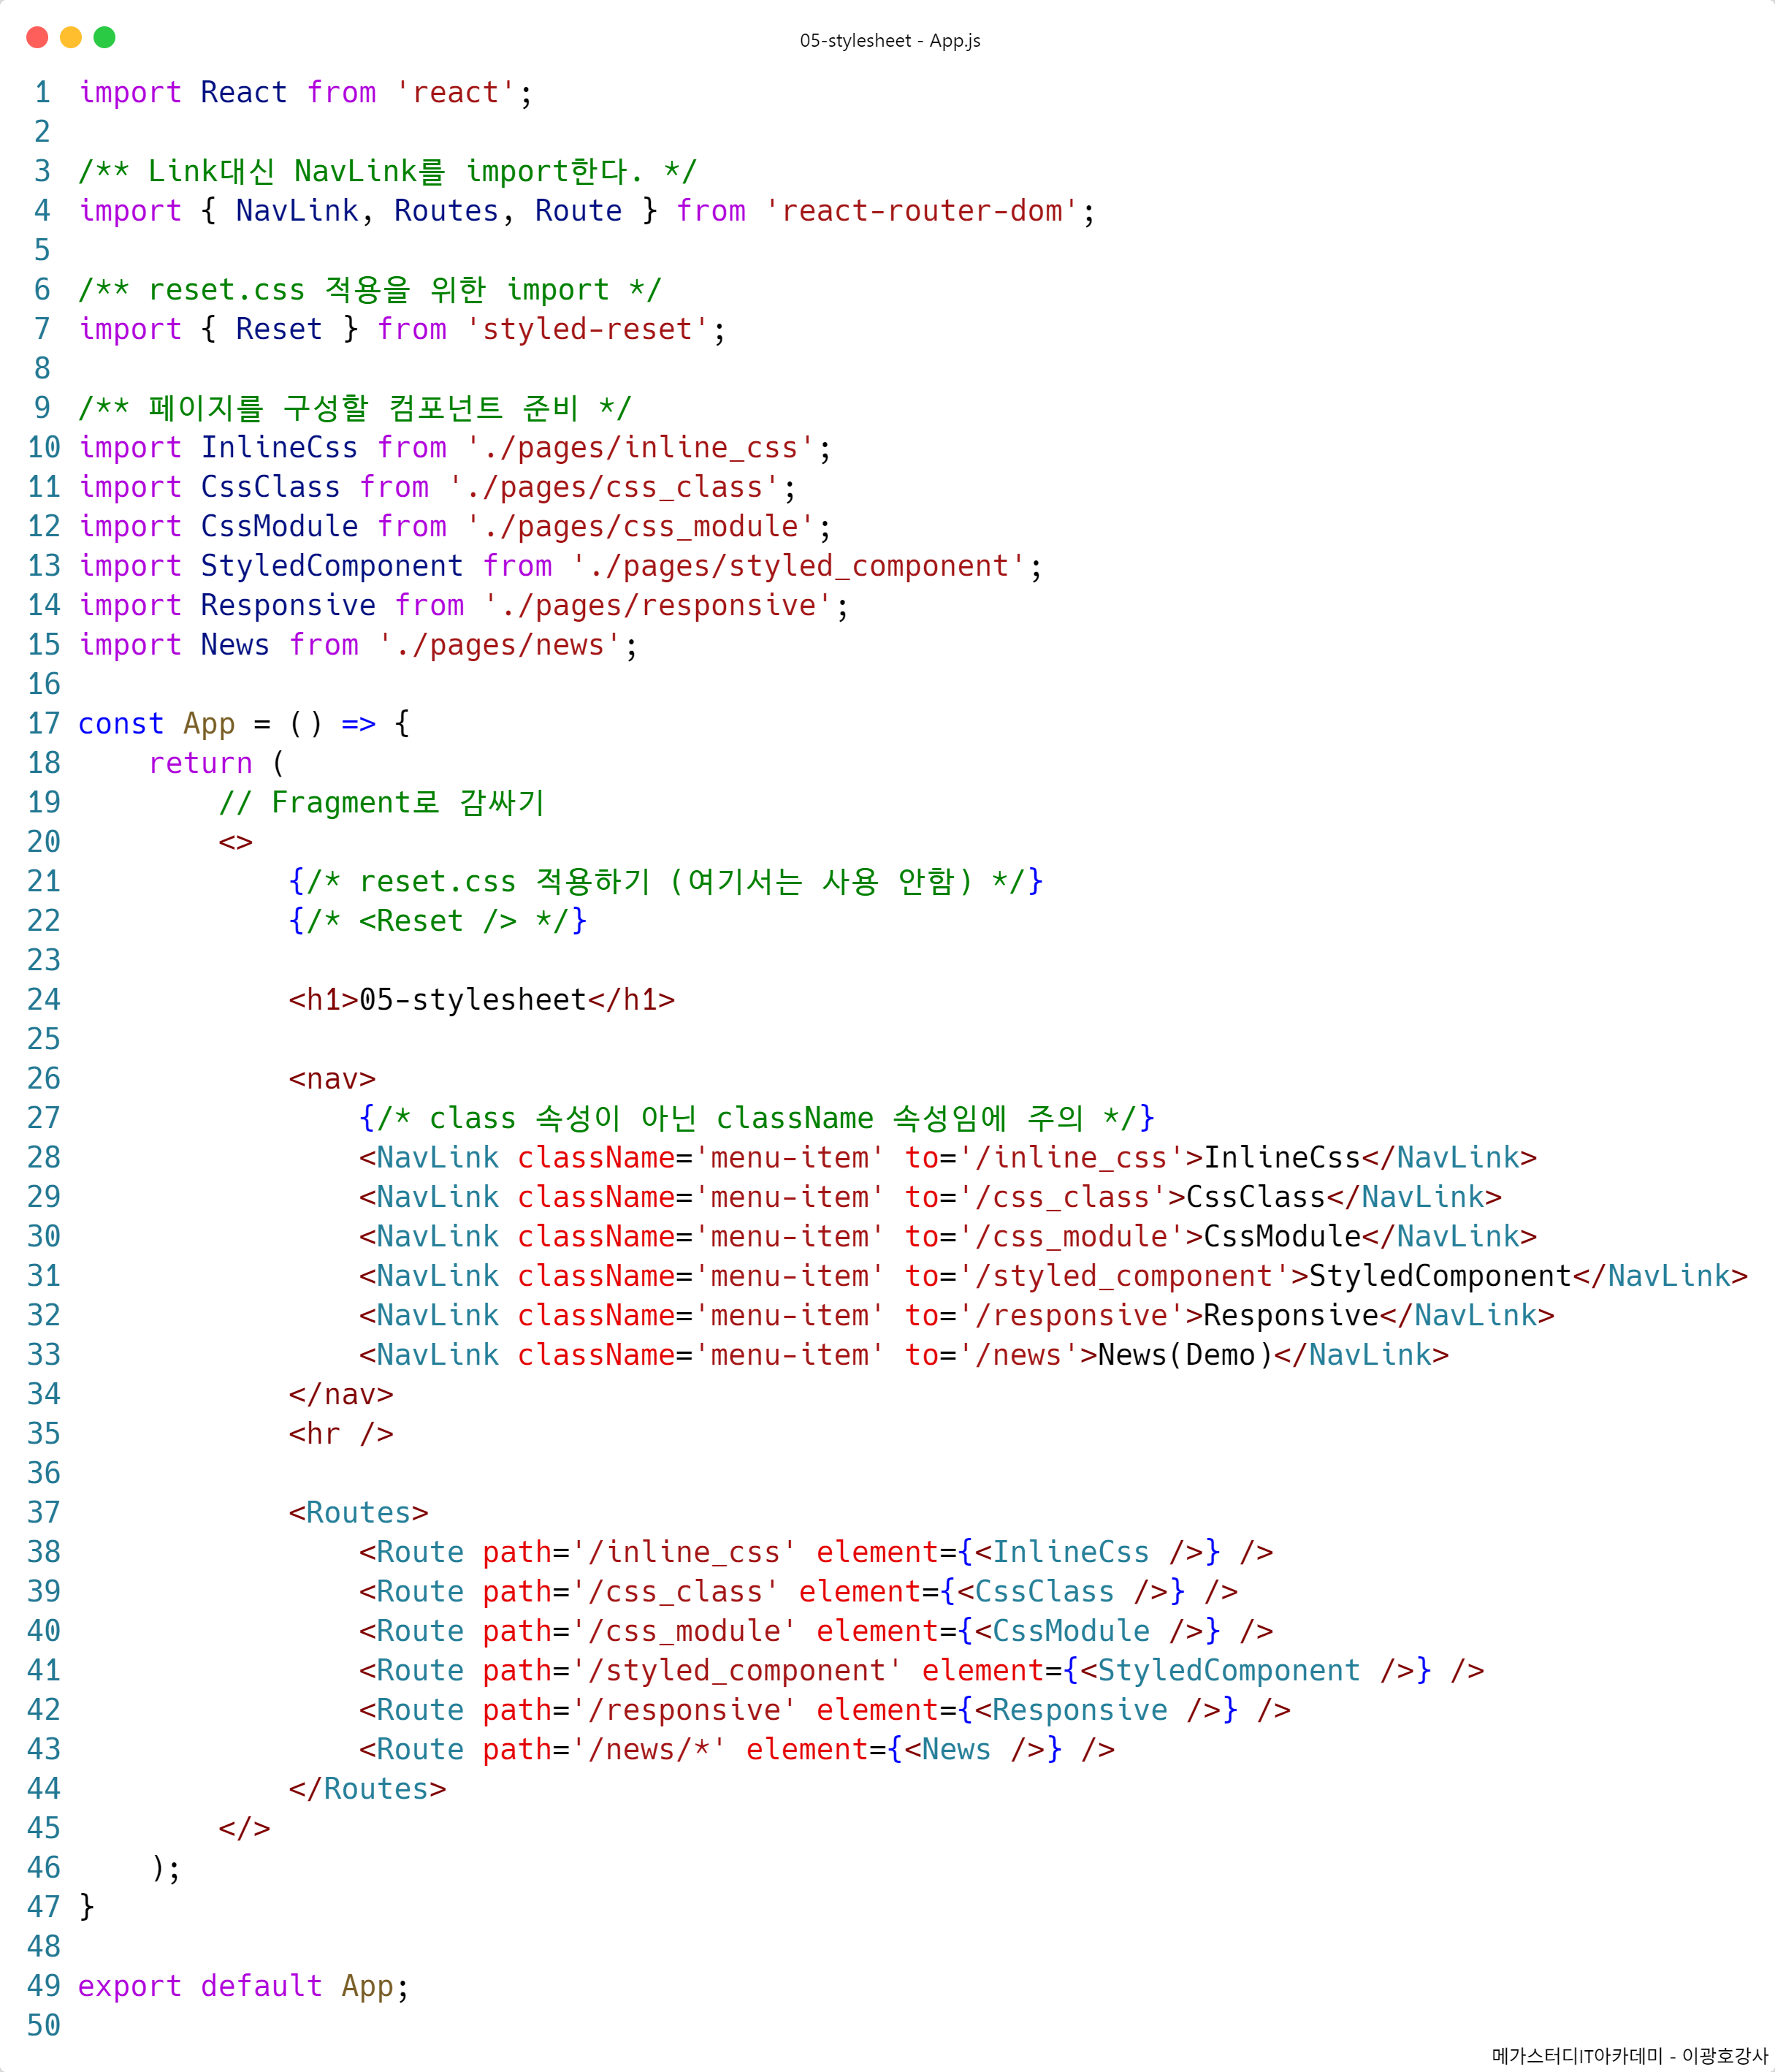 05-stylesheet - App.js
1 import React from 'react';
2
3 /** Link대신 NavLink를 import한다. */
4 import { NavLink, Routes, Route } from 'react-router-dom';
5
6 /** reset.css 적용을 위한 import */
7 import { Reset } from 'styled-reset';
8
9 /** 페이지를 구성할 컴포넌트 준비 */
10 import InlineCss from './pages/inline_css';
11 import CssClass from './pages/css_class';
12 import CssModule from './pages/css_module';
13 import StyledComponent from './pages/styled_component';
14 import Responsive from './pages/responsive';
15 import News from './pages/news';
16
17 const App = () => {
18     return (
19         // Fragment로 감싸기
20         <>
21             {/* reset.css 적용하기 (여기서는 사용 안함) */}
22             {/* <Reset /> */}
23
24             <h1>05-stylesheet</h1>
25
26             <nav>
27                 {/* class 속성이 아닌 className 속성임에 주의 */}
28                 <NavLink className='menu-item' to='/inline_css'>InlineCss</NavLink>
29                 <NavLink className='menu-item' to='/css_class'>CssClass</NavLink>
30                 <NavLink className='menu-item' to='/css_module'>CssModule</NavLink>
31                 <NavLink className='menu-item' to='/styled_component'>StyledComponent</NavLink>
32                 <NavLink className='menu-item' to='/responsive'>Responsive</NavLink>
33                 <NavLink className='menu-item' to='/news'>News(Demo)</NavLink>
34             </nav>
35             <hr />
36
37             <Routes>
38                 <Route path='/inline_css' element={<InlineCss />} />
39                 <Route path='/css_class' element={<CssClass />} />
40                 <Route path='/css_module' element={<CssModule />} />
41                 <Route path='/styled_component' element={<StyledComponent />} />
42                 <Route path='/responsive' element={<Responsive />} />
43                 <Route path='/news/*' element={<News />} />
44             </Routes>
45         </>
46     );
47 }
48
49 export default App;
50
메가스터디IT아카데미 - 이광호강사